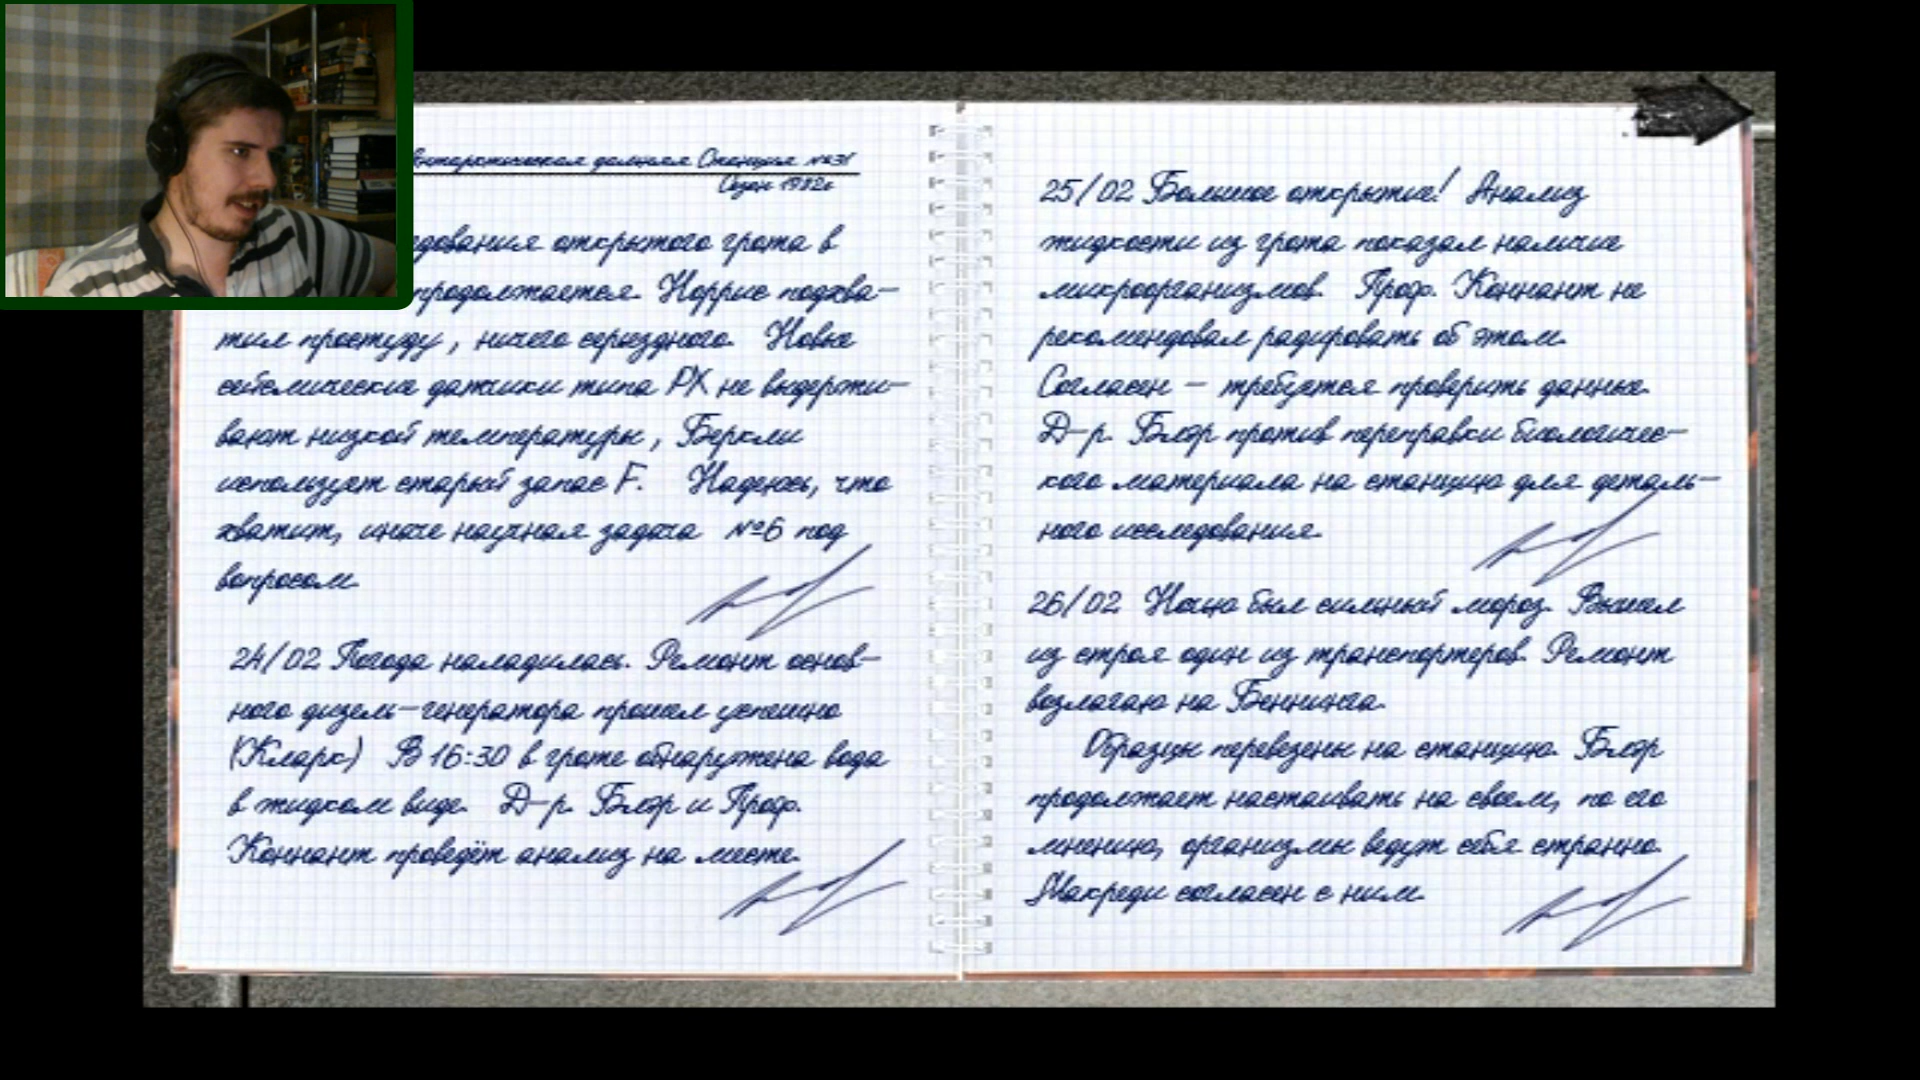 Антарктическая дальняя Станция №31
Сезон 1982г
дования открытого грота в
продолжается. Норрис подхва-
тил простуду, ничего серьёздного. Новые
сейсмические датчики типа РХ не выдержи-
вают низкой температуры, Беркли
использует старый запас F. Надеюсь, что
хватит, иначе научная задача №6 под
вопросом.
24/02 Погода наладилась. Ремонт основ-
ного дизель-генератора прошел успешно
(Кларк) В 16:30 в гроте обнаружена вода
в жидком виде. Д-р. Блэр и Проф.
Коннант проведёт анализ на месте.
25/02 Большое открытие! Анализ
жидкости из грота показал наличие
микроорганизмов. Проф. Коннант не
рекомендовал радировать об этом.
Согласен – требуется проверить данные.
Д-р. Блэр против переправки биологичес-
кого материала на станцию для деталь-
ного исследования.
26/02 Ночью был сильный мороз. Вышел
из строя один из транспортеров. Ремонт
возлагаю на Беннинга.
Образцы перевезены на станцию. Блэр
продолжает настаивать на своем, по его
мнению, организмы ведут себя странно.
Макреди согласен с ним.